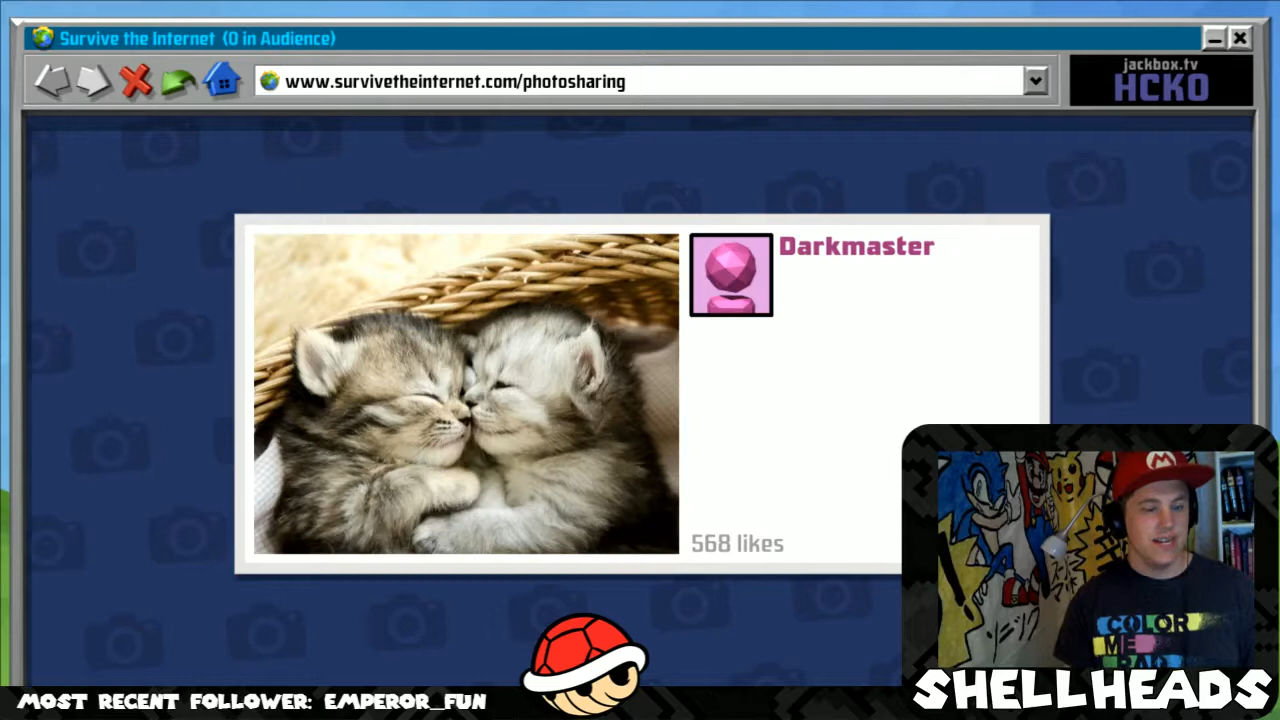 Survive the Internet (0 in Audience)
www.survivetheinternet.com/photosharing
jackbox.tv
HCKO
Darkmaster
568 likes
COLOR
ME
RAD
MOST RECENT FOLLOWER: EMPEROR_FUN
SHELLHEADS